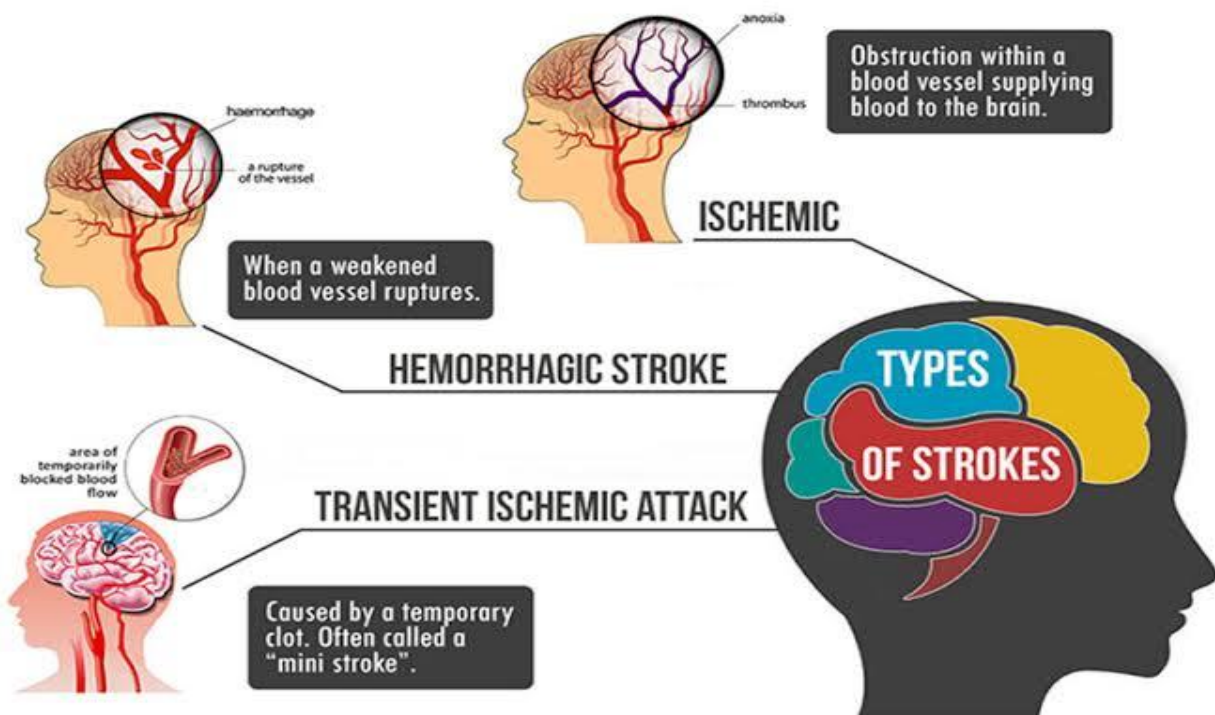 anoxia
thrombus
Obstruction within a
blood vessel supplying
blood to the brain.
ISCHEMIC
haemorrhage
a rupture
of the vessel
When a weakened
blood vessel ruptures.
HEMORRHAGIC STROKE
TYPES
OF STROKES
area of
temporarily
blocked blood
flow
TRANSIENT ISCHEMIC ATTACK
Caused by a temporary
clot. Often called a
“mini stroke”.